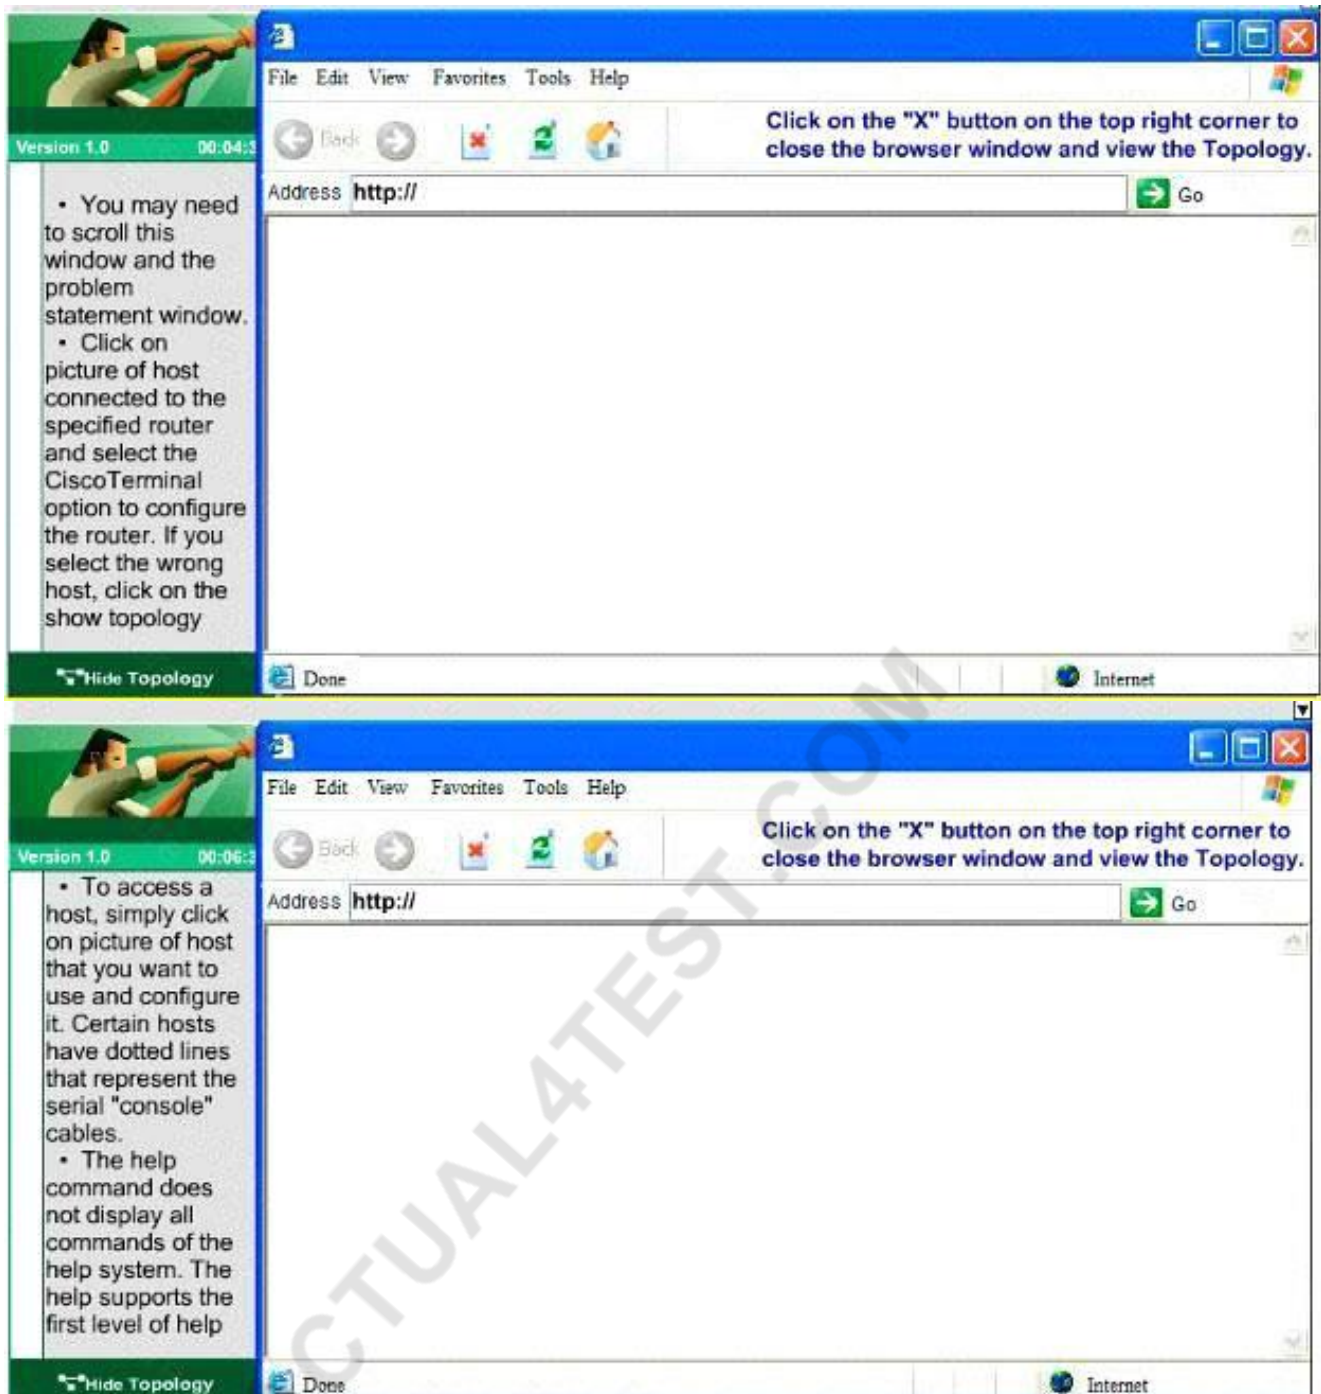 File Edit View Favorites Tools Help
Back
Click on the "X" button on the top right corner to
close the browser window and view the Topology.
Version 1.0 00:04:3
Address http:// Go
• You may need
to scroll this
window and the
problem
statement window.
• Click on
picture of host
connected to the
specified router
and select the
CiscoTerminal
option to configure
the router. If you
select the wrong
host, click on the
show topology
Hide Topology
Done Internet
File Edit View Favorites Tools Help
Back
Click on the "X" button on the top right corner to
close the browser window and view the Topology.
Version 1.0 00:06:3
Address http:// Go
• To access a
host, simply click
on picture of host
that you want to
use and configure
it. Certain hosts
have dotted lines
that represent the
serial "console"
cables.
• The help
command does
not display all
commands of the
help system. The
help supports the
first level of help
Hide Topology
Done Internet
CTUAL4TEST.COM